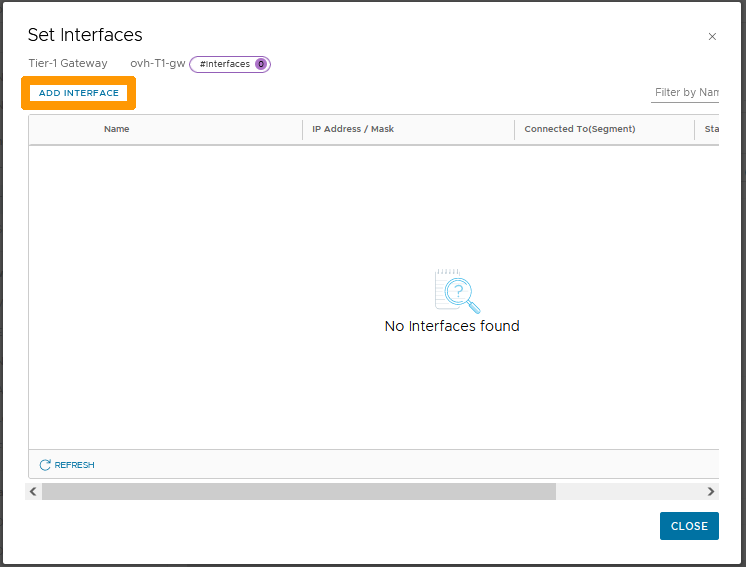 Set Interfaces
Tier-1 Gateway ovh-T1-gw #Interfaces 0
ADD INTERFACE
Filter by Nam
Name IP Address / Mask Connected To(Segment) Sta
No Interfaces found
REFRESH
CLOSE